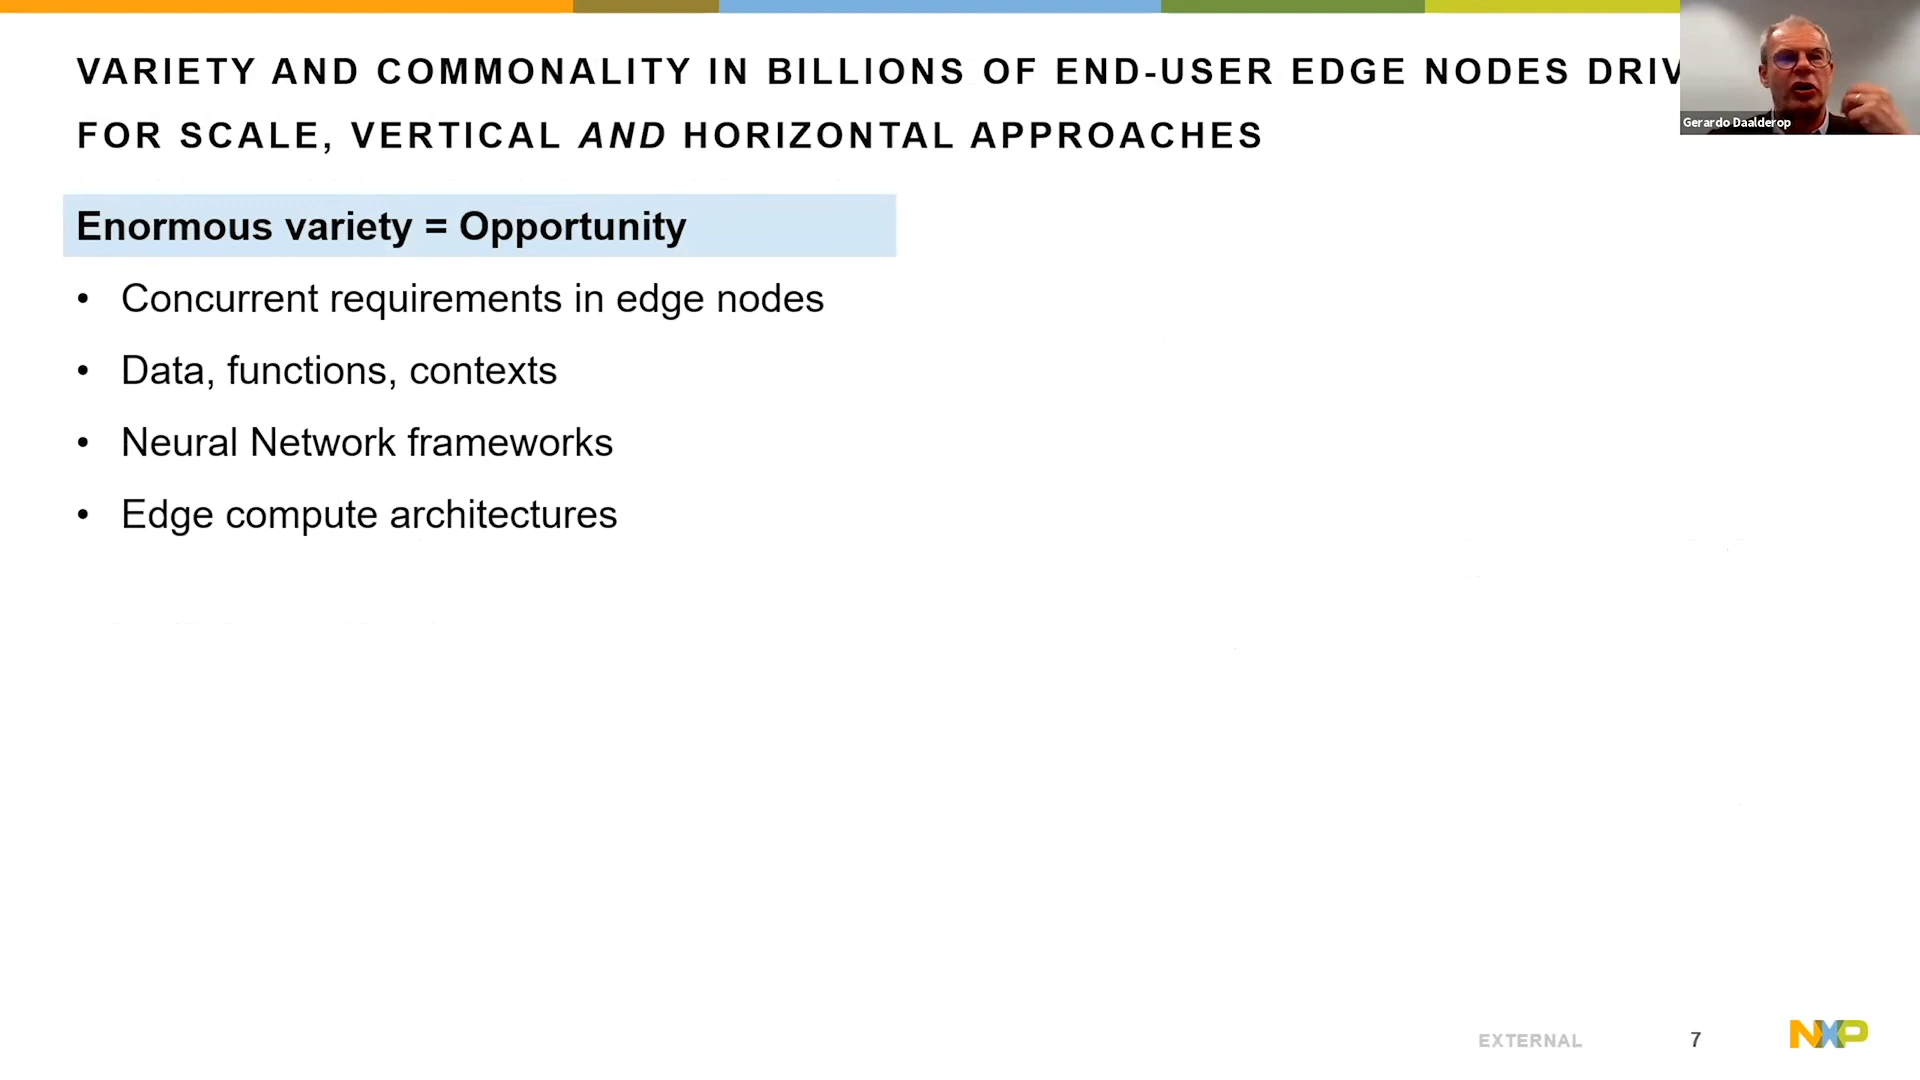 VARIETY AND COMMONALITY IN BILLIONS OF END-USER EDGE NODES
FOR SCALE, VERTICAL AND HORIZONTAL APPROACHES
Gerardo Daalderop
Enormous variety = Opportunity
• Concurrent requirements in edge nodes
• Data, functions, contexts
• Neural Network frameworks
• Edge compute architectures
EXTERNAL
7
NXP